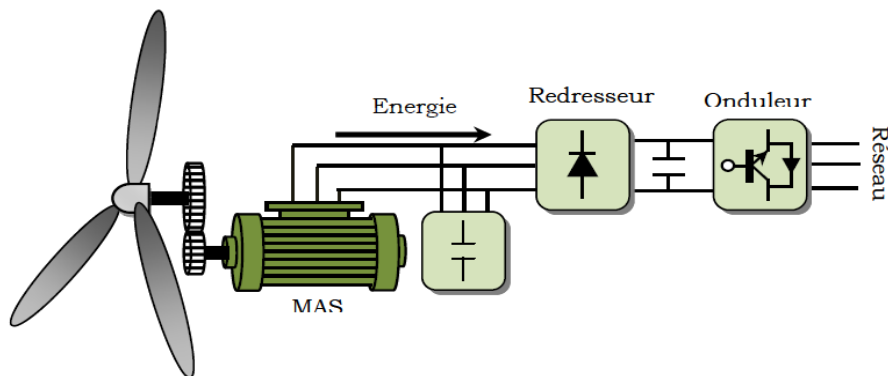 Energie
Redresseur
Onduleur
Réseau
MAS